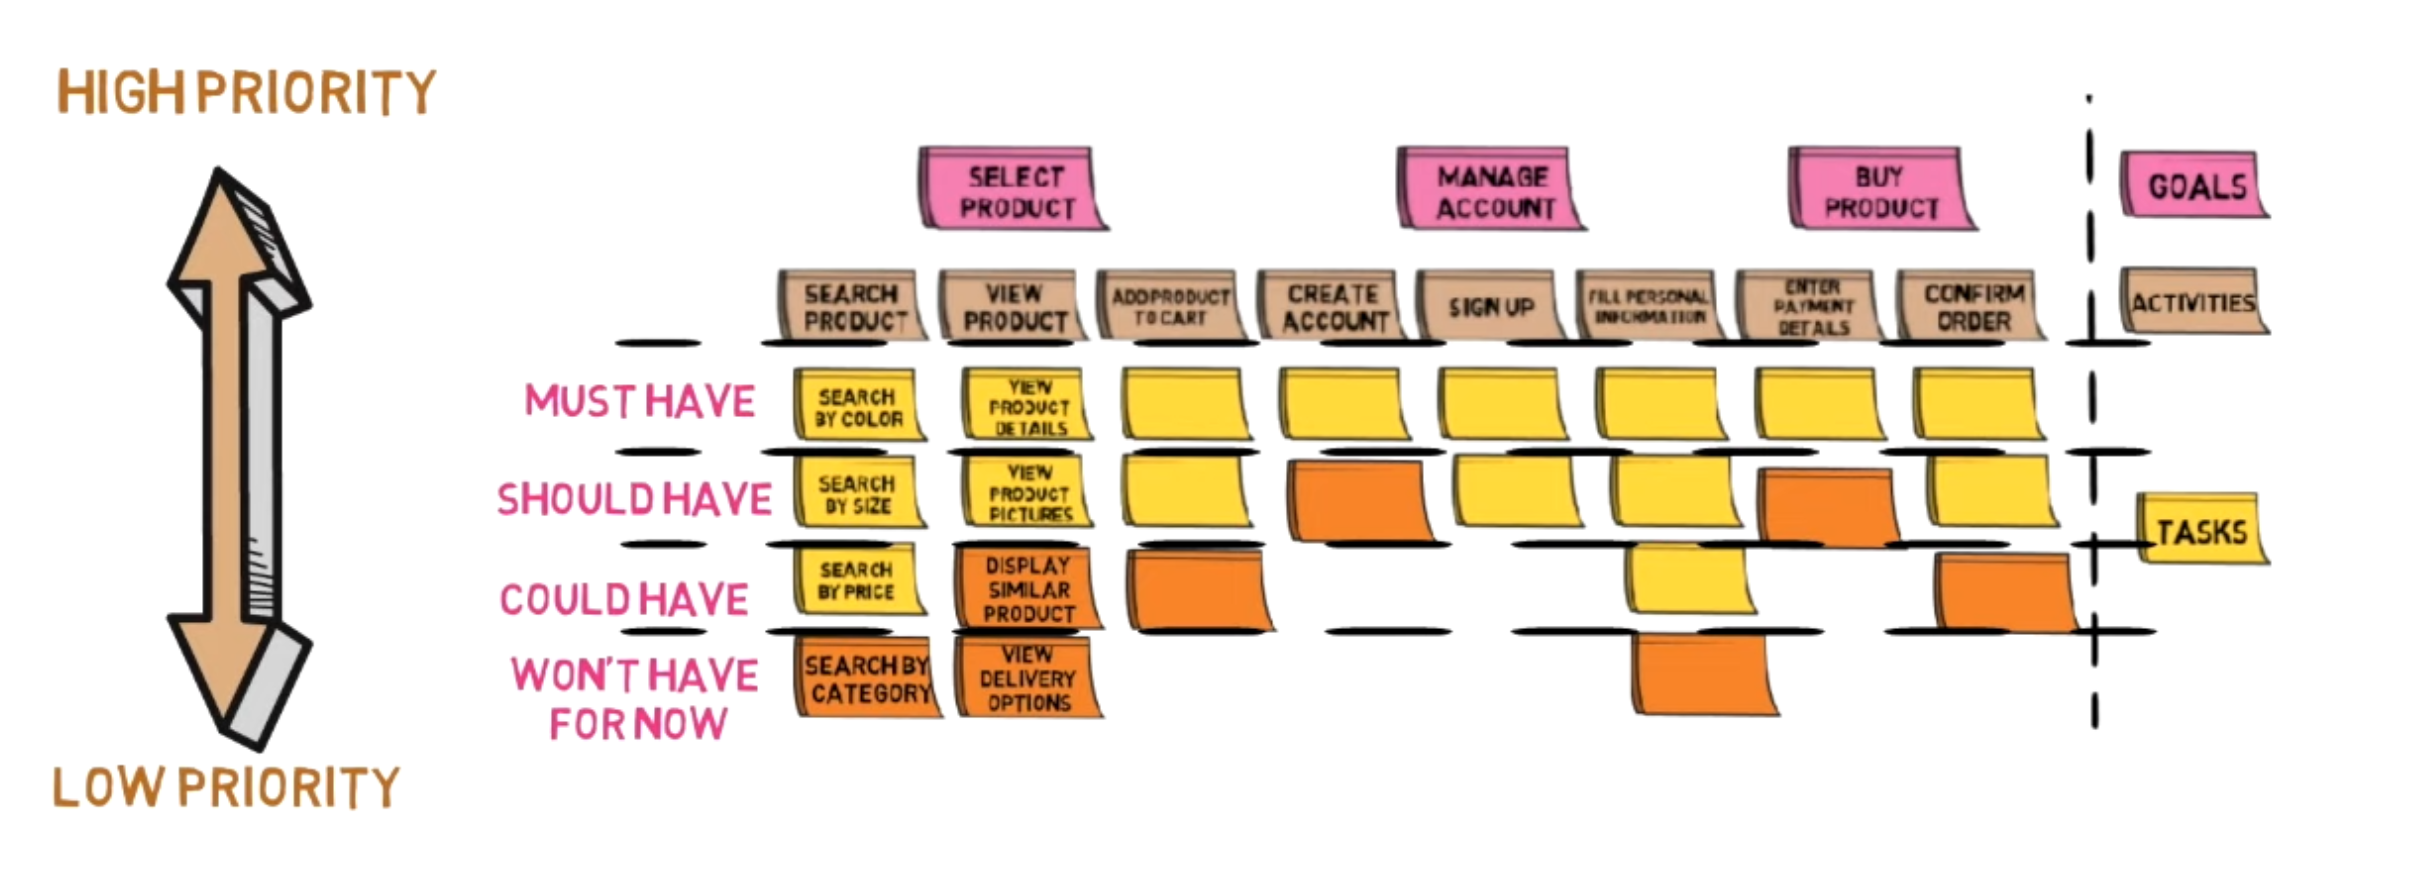 HIGH PRIORITY
SELECT
PRODUCT
MANAGE
ACCOUNT
BUY
PRODUCT
GOALS
SEARCH
PRODUCT
VIEW
PRODUCT
ADD PRODUCT
TO CART
CREATE
ACCOUNT
SIGN UP
FILL PERSONAL
INFORMATION
ENTER
PAYMENT
DETAILS
CONFIRM
ORDER
ACTIVITIES
MUST HAVE
SEARCH
BY COLOR
VIEW
PRODUCT
DETAILS
SHOULD HAVE
SEARCH
BY SIZE
VIEW
PRODUCT
PICTURES
TASKS
COULD HAVE
SEARCH
BY PRICE
DISPLAY
SIMILAR
PRODUCT
WON'T HAVE
FOR NOW
SEARCH BY
CATEGORY
VIEW
DELIVERY
OPTIONS
LOW PRIORITY